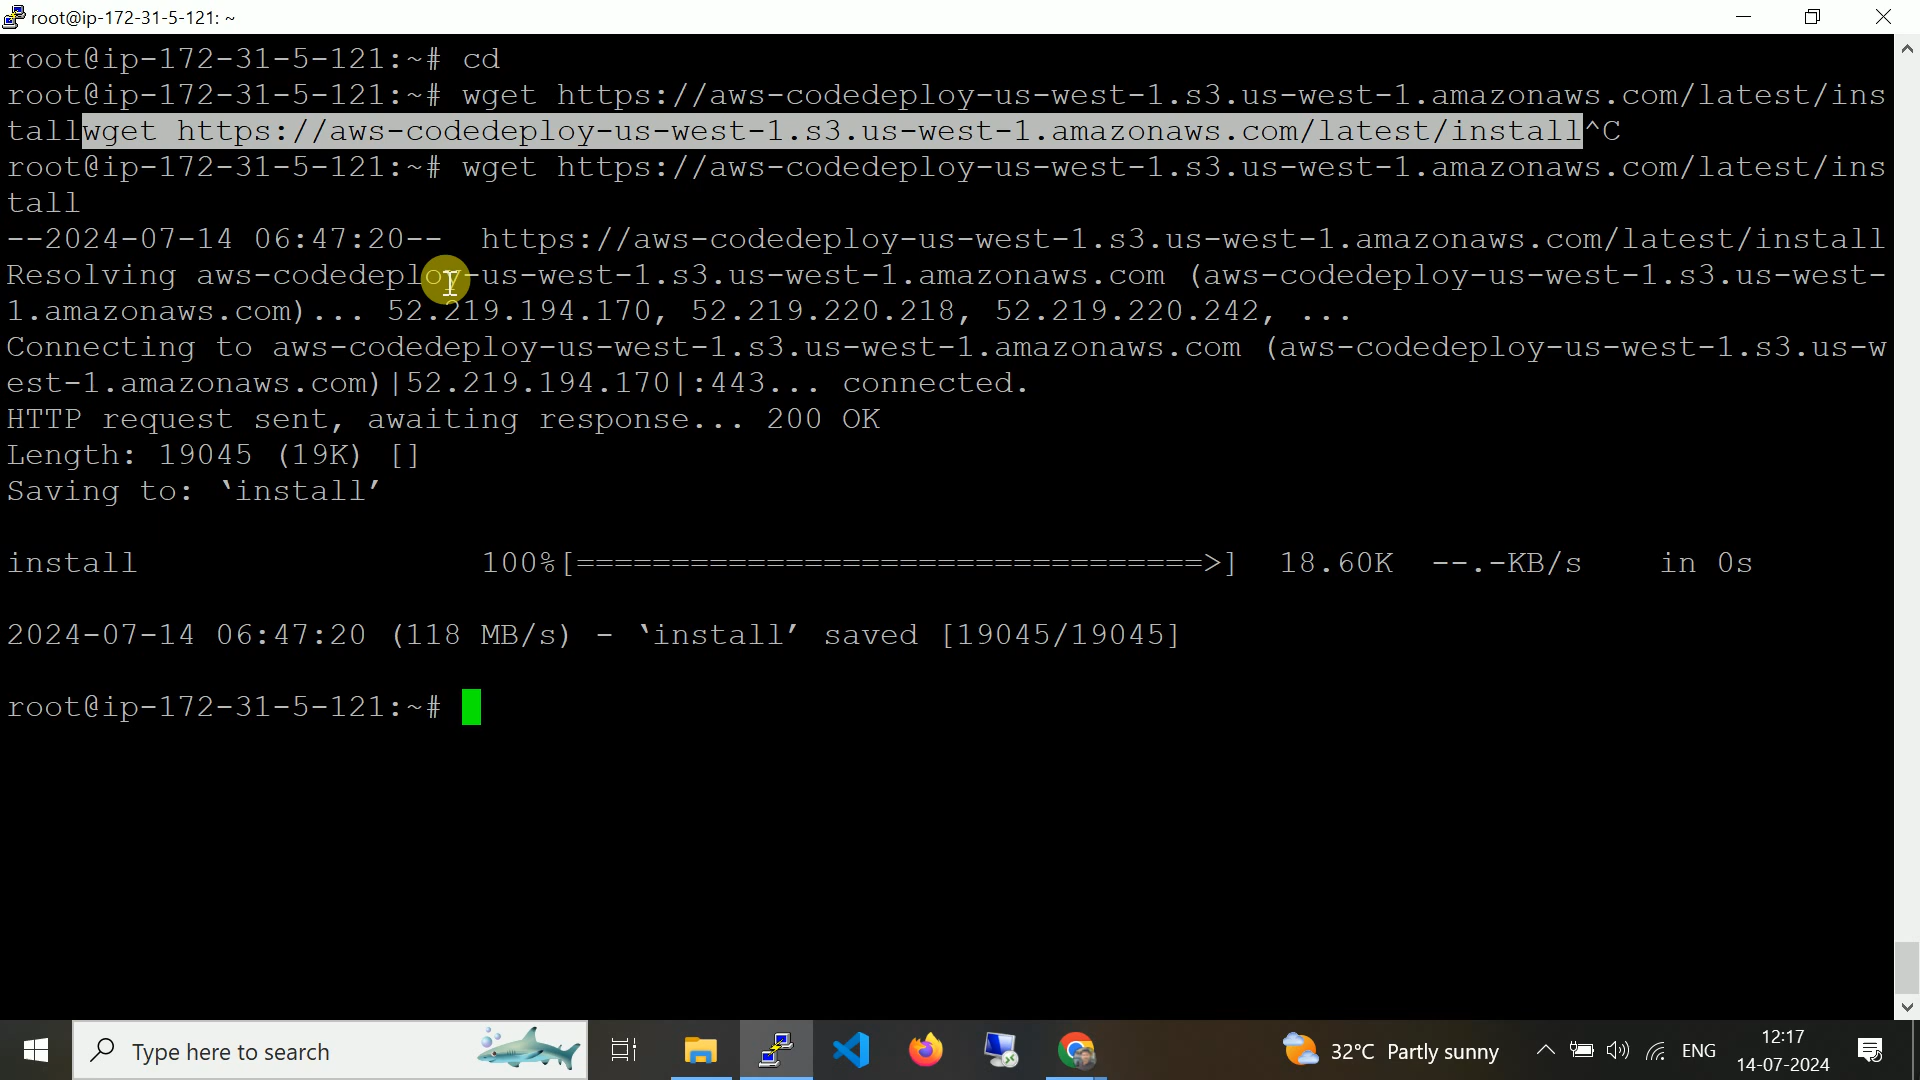 root@ip-172-31-5-121: ~
root@ip-172-31-5-121:~# cd
root@ip-172-31-5-121:~# wget https://aws-codedeploy-us-west-1.s3.us-west-1.amazonaws.com/latest/ins
tallwget https://aws-codedeploy-us-west-1.s3.us-west-1.amazonaws.com/latest/install^C
root@ip-172-31-5-121:~# wget https://aws-codedeploy-us-west-1.s3.us-west-1.amazonaws.com/latest/ins
tall
--2024-07-14 06:47:20--  https://aws-codedeploy-us-west-1.s3.us-west-1.amazonaws.com/latest/install
Resolving aws-codedeploy-us-west-1.s3.us-west-1.amazonaws.com (aws-codedeploy-us-west-1.s3.us-west-
1.amazonaws.com)... 52.219.194.170, 52.219.220.218, 52.219.220.242, ...
Connecting to aws-codedeploy-us-west-1.s3.us-west-1.amazonaws.com (aws-codedeploy-us-west-1.s3.us-w
est-1.amazonaws.com)|52.219.194.170|:443... connected.
HTTP request sent, awaiting response... 200 OK
Length: 19045 (19K) []
Saving to: ‘install’
install 100%[=================================>] 18.60K --.-KB/s in 0s
2024-07-14 06:47:20 (118 MB/s) - ‘install’ saved [19045/19045]
root@ip-172-31-5-121:~#
Type here to search
32°C Partly sunny
ENG
12:17
14-07-2024